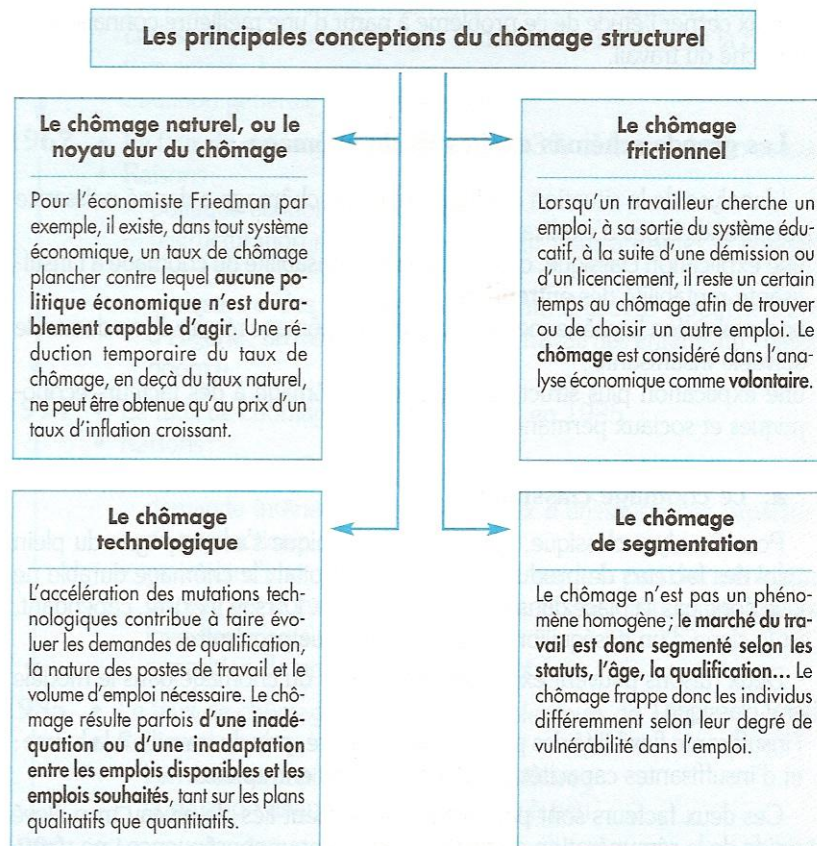 Les principales conceptions du chômage structurel
Le chômage naturel, ou le
noyau dur du chômage
Pour l'économiste Friedman par
exemple, il existe, dans tout système
économique, un taux de chômage
plancher contre lequel aucune po-
litique économique n'est dura-
blement capable d'agir. Une ré-
duction temporaire du taux de
chômage, en deçà du taux naturel,
ne peut être obtenue qu'au prix d'un
taux d'inflation croissant.
Le chômage
frictionnel
Lorsqu'un travailleur cherche un
emploi, à sa sortie du système édu-
catif, à la suite d'une démission ou
d'un licenciement, il reste un certain
temps au chômage afin de trouver
ou de choisir un autre emploi. Le
chômage est considéré dans l'ana-
lyse économique comme volontaire.
Le chômage
technologique
L'accélération des mutations tech-
nologiques contribue à faire évo-
luer les demandes de qualification,
la nature des postes de travail et le
volume d'emploi nécessaire. Le chô-
mage résulte parfois d'une inadé-
quation ou d'une inadaptation
entre les emplois disponibles et les
emplois souhaités, tant sur les plans
qualitatifs que quantitatifs.
Le chômage
de segmentation
Le chômage n'est pas un phéno-
mène homogène ; le marché du tra-
vail est donc segmenté selon les
statuts, l'âge, la qualification... Le
chômage frappe donc les individus
différemment selon leur degré de
vulnérabilité dans l'emploi.